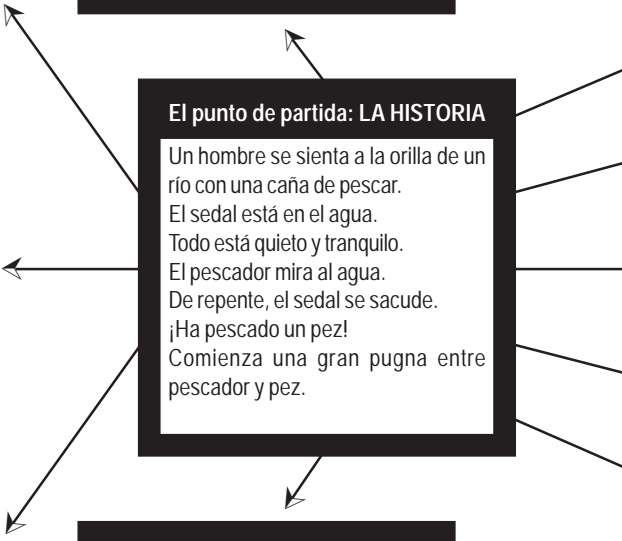 El punto de partida: LA HISTORIA
Un hombre se sienta a la orilla de un
río con una caña de pescar.
El sedal está en el agua.
Todo está quieto y tranquilo.
El pescador mira al agua.
De repente, el sedal se sacude.
¡Ha pescado un pez!
Comienza una gran pugna entre
pescador y pez.